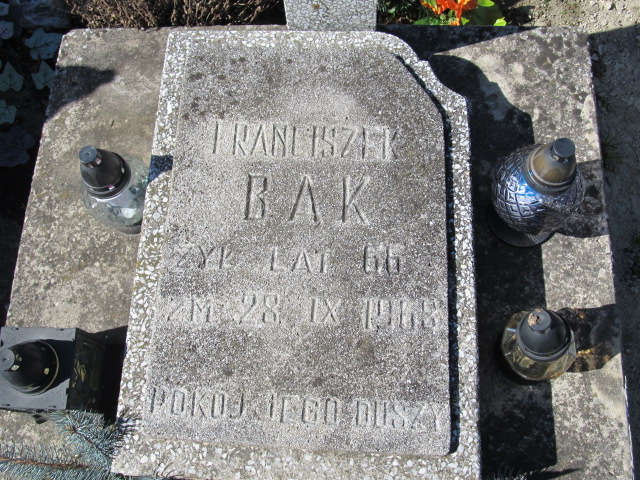 FRANCISZEK
BAK
ŻYŁ LAT 66
ZM. 28 IX 1968
POKÓJ JEGO DUSZY